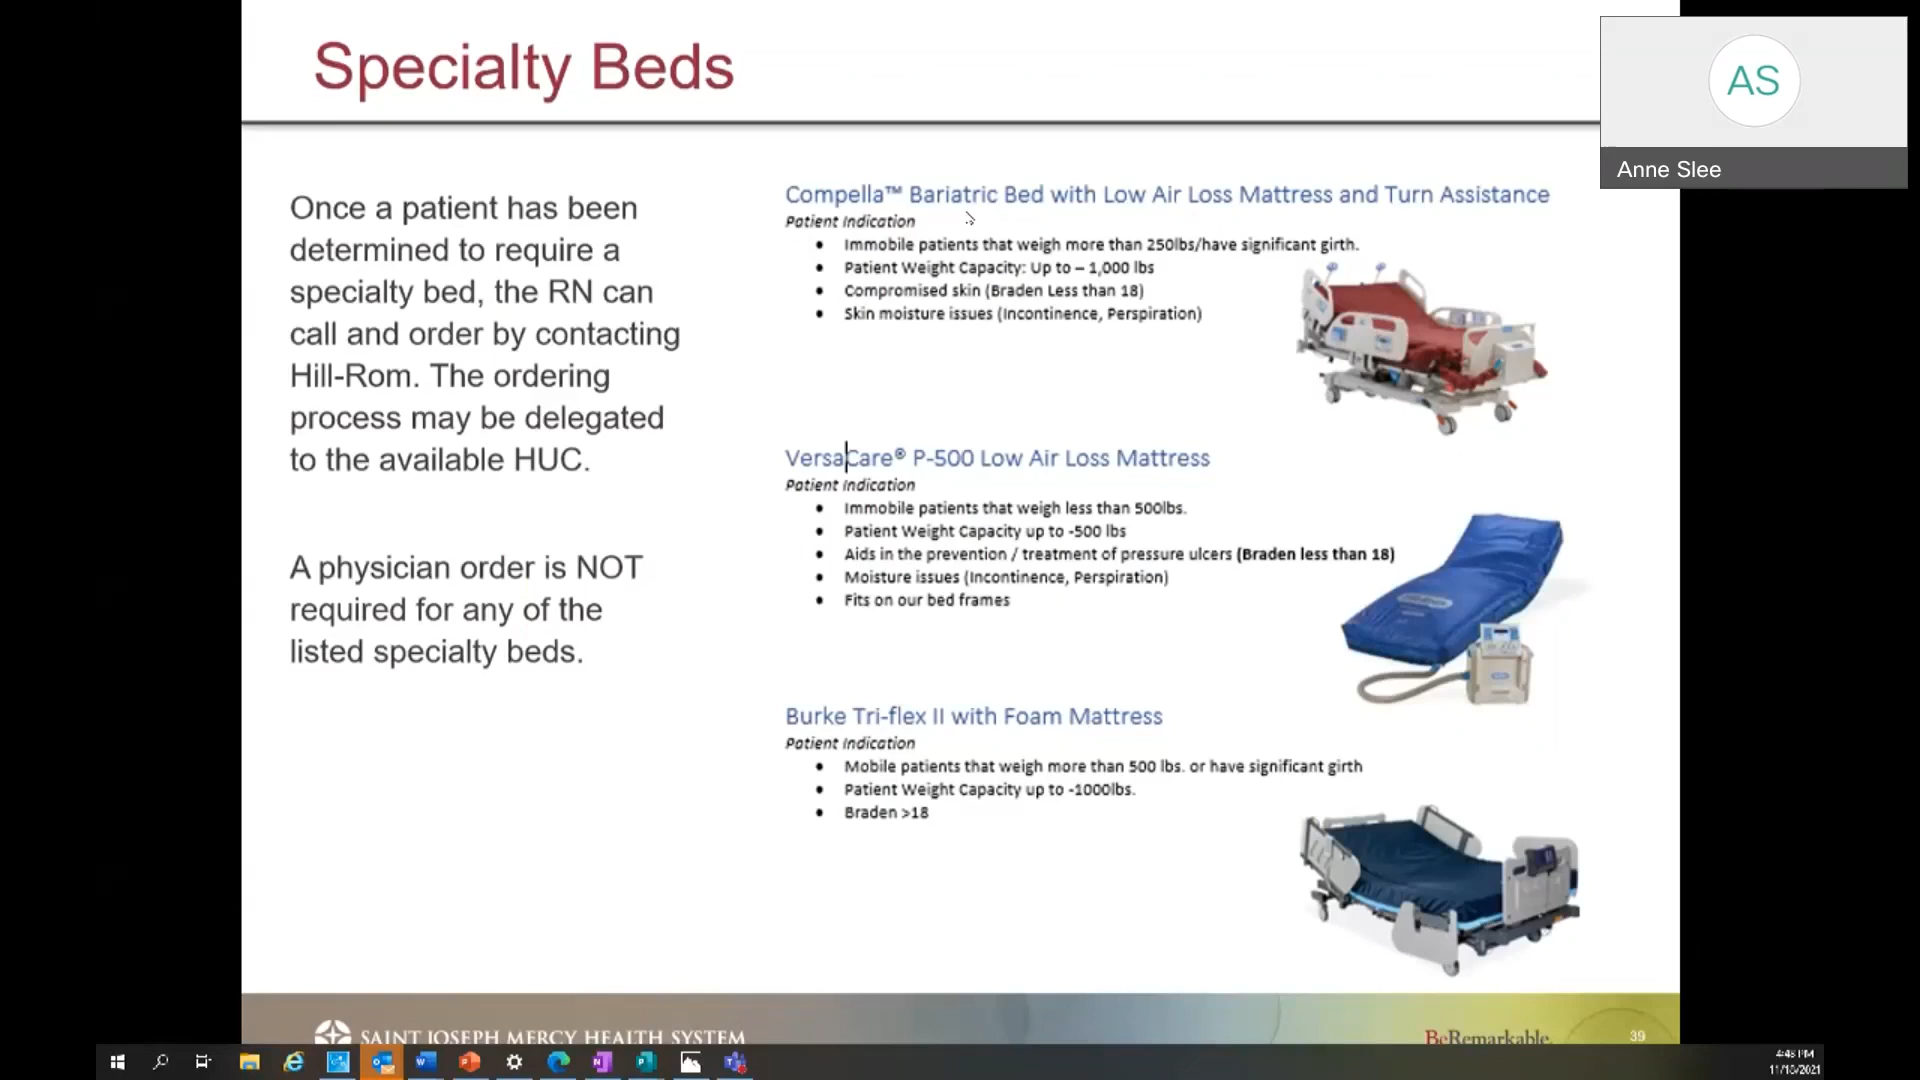 Specialty Beds
AS
Anne Slee
Once a patient has been
determined to require a
specialty bed, the RN can
call and order by contacting
Hill-Rom. The ordering
process may be delegated
to the available HUC.
A physician order is NOT
required for any of the
listed specialty beds.
Compella™ Bariatric Bed with Low Air Loss Mattress and Turn Assistance
Patient Indication
• Immobile patients that weigh more than 250lbs/have significant girth.
• Patient Weight Capacity: Up to – 1,000 lbs
• Compromised skin (Braden Less than 18)
• Skin moisture issues (Incontinence, Perspiration)
VersaCare® P-500 Low Air Loss Mattress
Patient Indication
• Immobile patients that weigh less than 500lbs.
• Patient Weight Capacity up to -500 lbs
• Aids in the prevention / treatment of pressure ulcers (Braden less than 18)
• Moisture issues (Incontinence, Perspiration)
• Fits on our bed frames
Burke Tri-flex II with Foam Mattress
Patient Indication
• Mobile patients that weigh more than 500 lbs. or have significant girth
• Patient Weight Capacity up to -1000lbs.
• Braden >18
SAINT JOSEPH MERCY HEALTH SYSTEM
BeRemarkable.
39
4:48 PM
11/18/2021